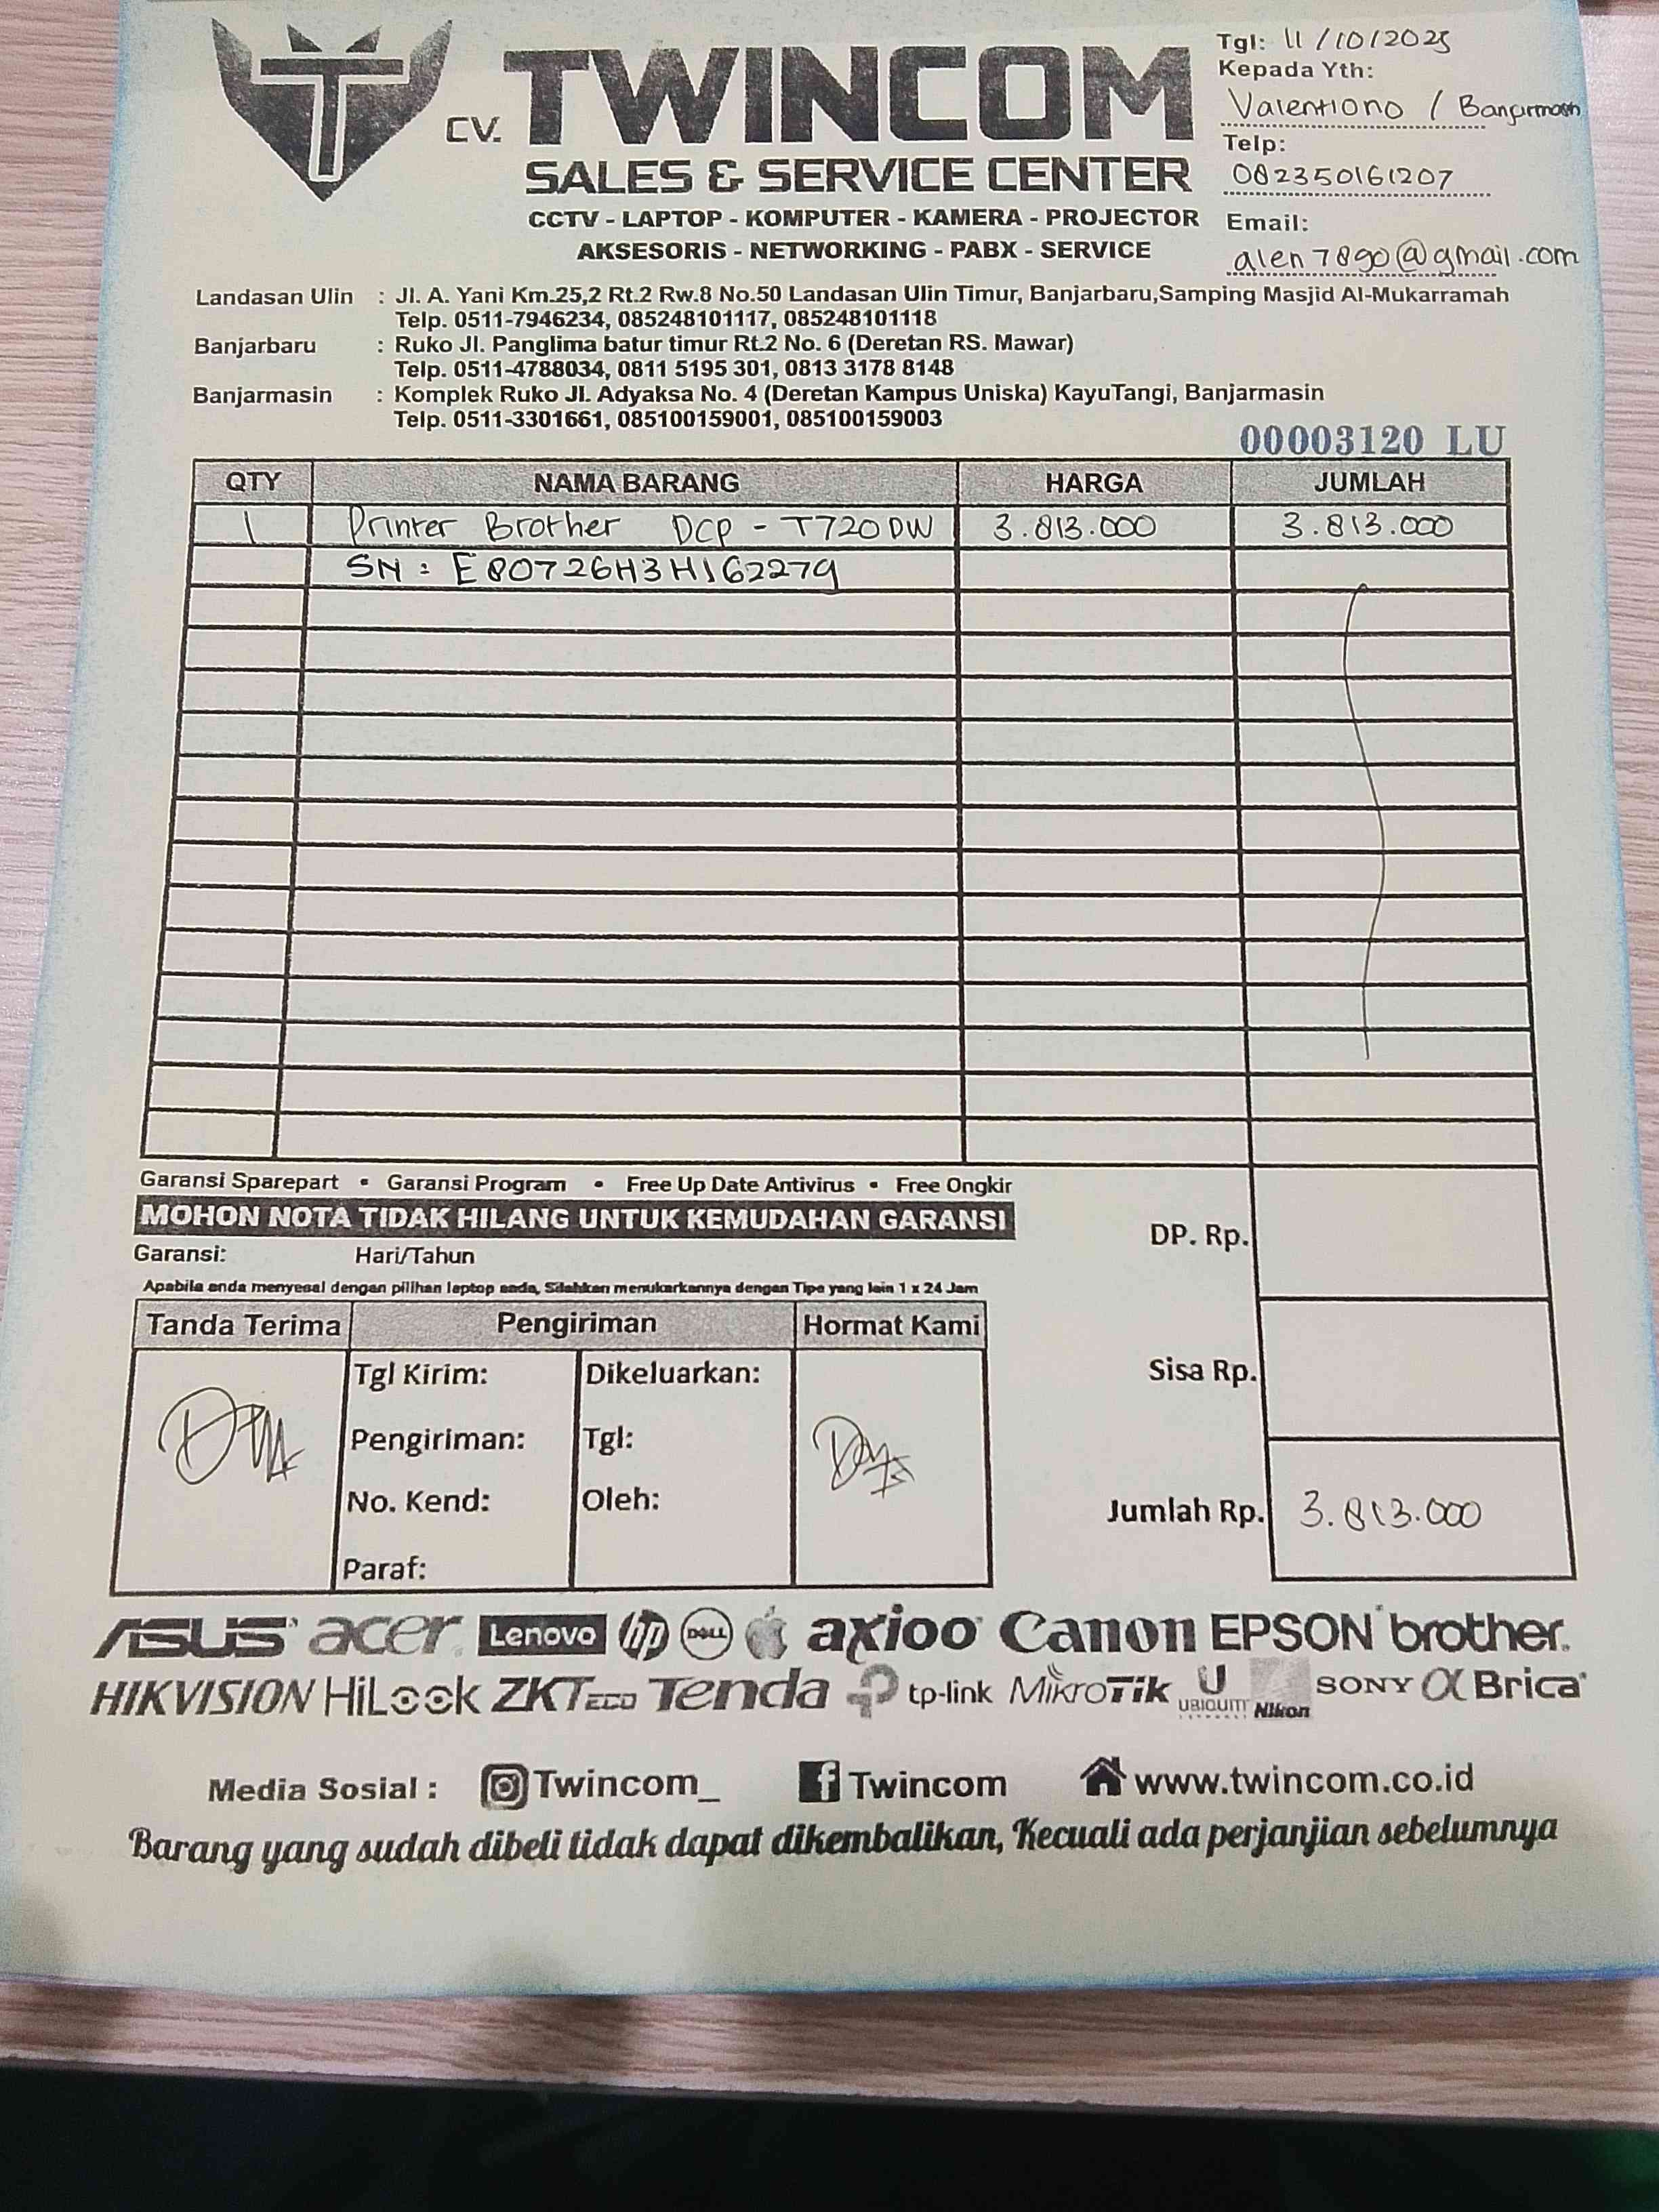 CV. TWINCOM
SALES & SERVICE CENTER
CCTV - LAPTOP - KOMPUTER - KAMERA - PROJECTOR
AKSESORIS - NETWORKING - PABX - SERVICE
Tgl: 11/10/2025
Kepada Yth:
Valentiono / Banjarmasin
Telp:
082350161207
Email:
alen7890@gmail.com
Landasan Ulin : Jl. A. Yani Km.25,2 Rt.2 Rw.8 No.50 Landasan Ulin Timur, Banjarbaru,Samping Masjid Al-Mukarramah
Telp. 0511-7946234, 085248101117, 085248101118
Banjarbaru : Ruko Jl. Panglima batur timur Rt.2 No. 6 (Deretan RS. Mawar)
Telp. 0511-4788034, 0811 5195 301, 0813 3178 8148
Banjarmasin : Komplek Ruko Jl. Adyaksa No. 4 (Deretan Kampus Uniska) KayuTangi, Banjarmasin
Telp. 0511-3301661, 085100159001, 085100159003
00003120 LU
QTY NAMA BARANG HARGA JUMLAH
1 Printer Brother DCP - T720DW 3.813.000 3.813.000
SN : E80726H3H162279
Garansi Sparepart • Garansi Program • Free Up Date Antivirus • Free Ongkir
MOHON NOTA TIDAK HILANG UNTUK KEMUDAHAN GARANSI
Garansi: Hari/Tahun
Apabila anda menyesal dengan pilihan laptop anda, Silahkan menukarkannya dengan Tipe yang lain 1 x 24 Jam
DP. Rp.
Sisa Rp.
Jumlah Rp. 3.813.000
Tanda Terima Pengiriman Hormat Kami
Tgl Kirim: Dikeluarkan:
Pengiriman: Tgl:
No. Kend: Oleh:
Paraf:
ASUS acer Lenovo hp DELL axioo Canon EPSON brother
HIKVISION HiLook ZKTECO Tenda tp-link MikroTik UBIQUITI Nikon SONY α Brica
Media Sosial : Twincom_ Twincom www.twincom.co.id
Barang yang sudah dibeli tidak dapat dikembalikan, Kecuali ada perjanjian sebelumnya